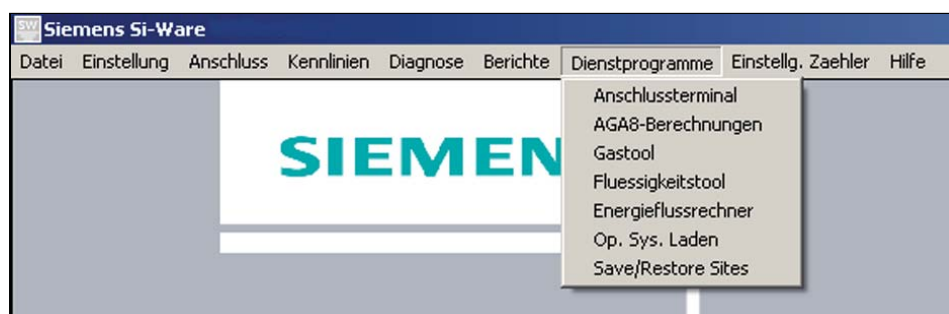 SW Siemens Si-Ware
Datei Einstellung Anschluss Kennlinien Diagnose Berichte Dienstprogramme Einstellg. Zaehler Hilfe
Anschlussterminal
AGA8-Berechnungen
SIEMEN
Gastool
Fluessigkeitstool
Energieflussrechner
Op. Sys. Laden
Save/Restore Sites